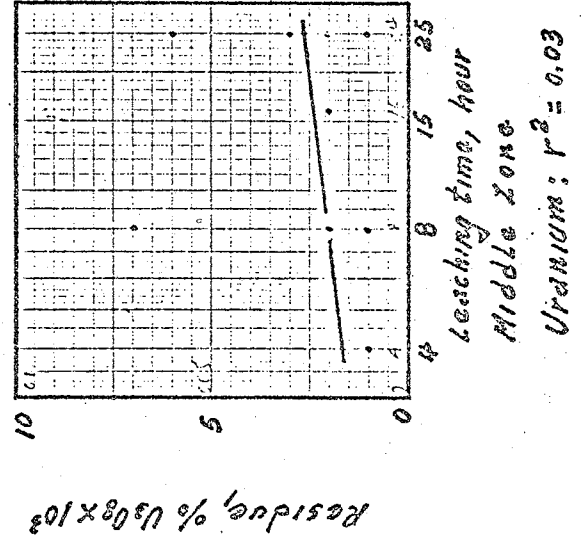 10
5
0
4
8
15
25
Residue, % U3O8 x 10³
Leaching time, hour
Middle Zone
Uranium: r² = 0.03